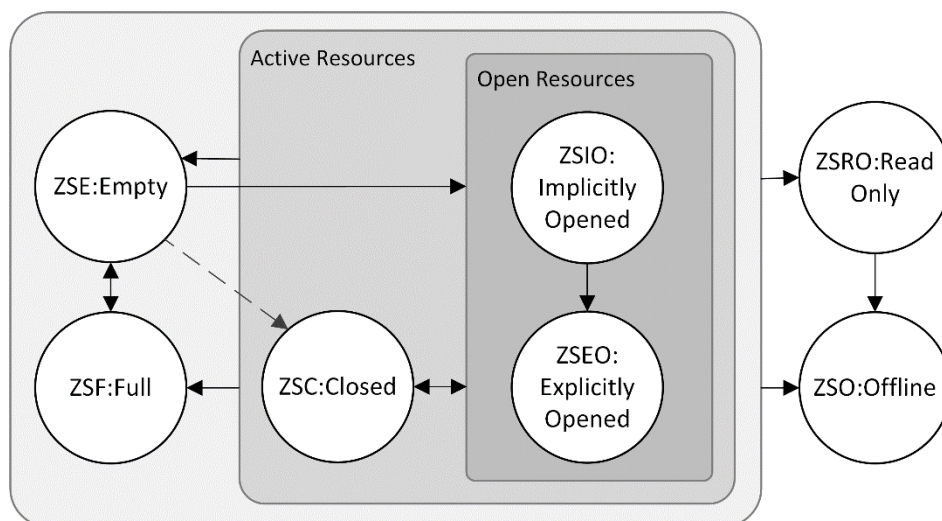 Active Resources
Open Resources
ZSE:Empty
ZSIO:
Implicitly
Opened
ZSRO:Read
Only
ZSF:Full
ZSC:Closed
ZSEO:
Explicitly
Opened
ZSO:Offline